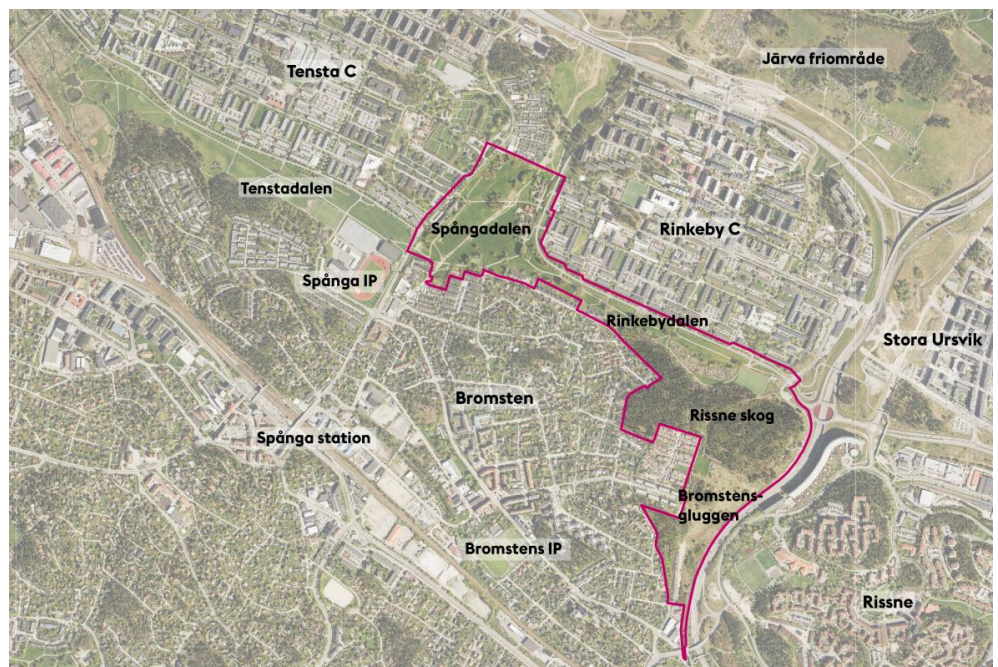 Järva friområde
Tensta C
Tenstadalen
Spångadalen
Rinkeby C
Spånga IP
Rinkebydalen
Stora Ursvik
Bromsten
Rissne skog
Spånga station
Bromstens-
gluggen
Bromstens IP
Rissne